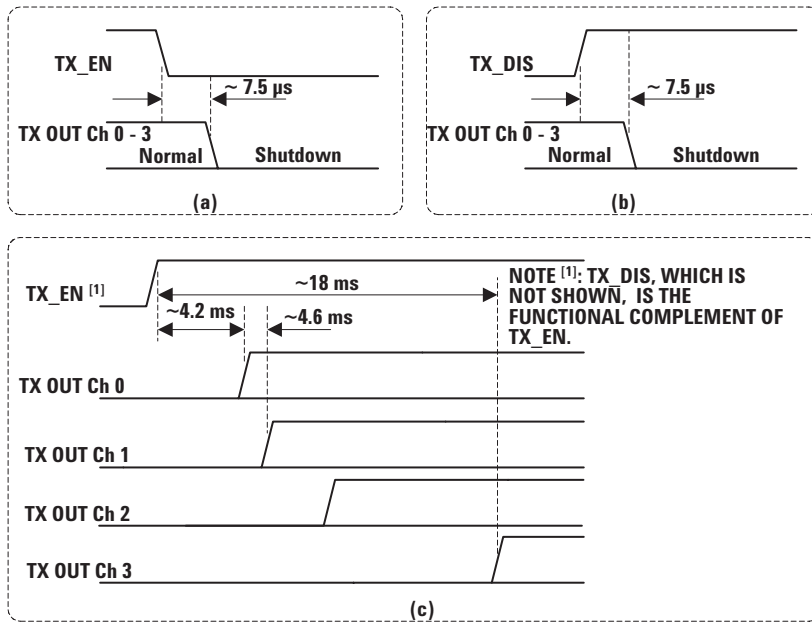 TX_EN
~ 7.5 µs
TX OUT Ch 0 - 3
Normal
Shutdown
(a)
TX_DIS
~ 7.5 µs
TX OUT Ch 0 - 3
Normal
Shutdown
(b)
TX_EN [1]
~18 ms
~4.2 ms
~4.6 ms
NOTE [1]: TX_DIS, WHICH IS
NOT SHOWN, IS THE
FUNCTIONAL COMPLEMENT OF
TX_EN.
TX OUT Ch 0
TX OUT Ch 1
TX OUT Ch 2
TX OUT Ch 3
(c)